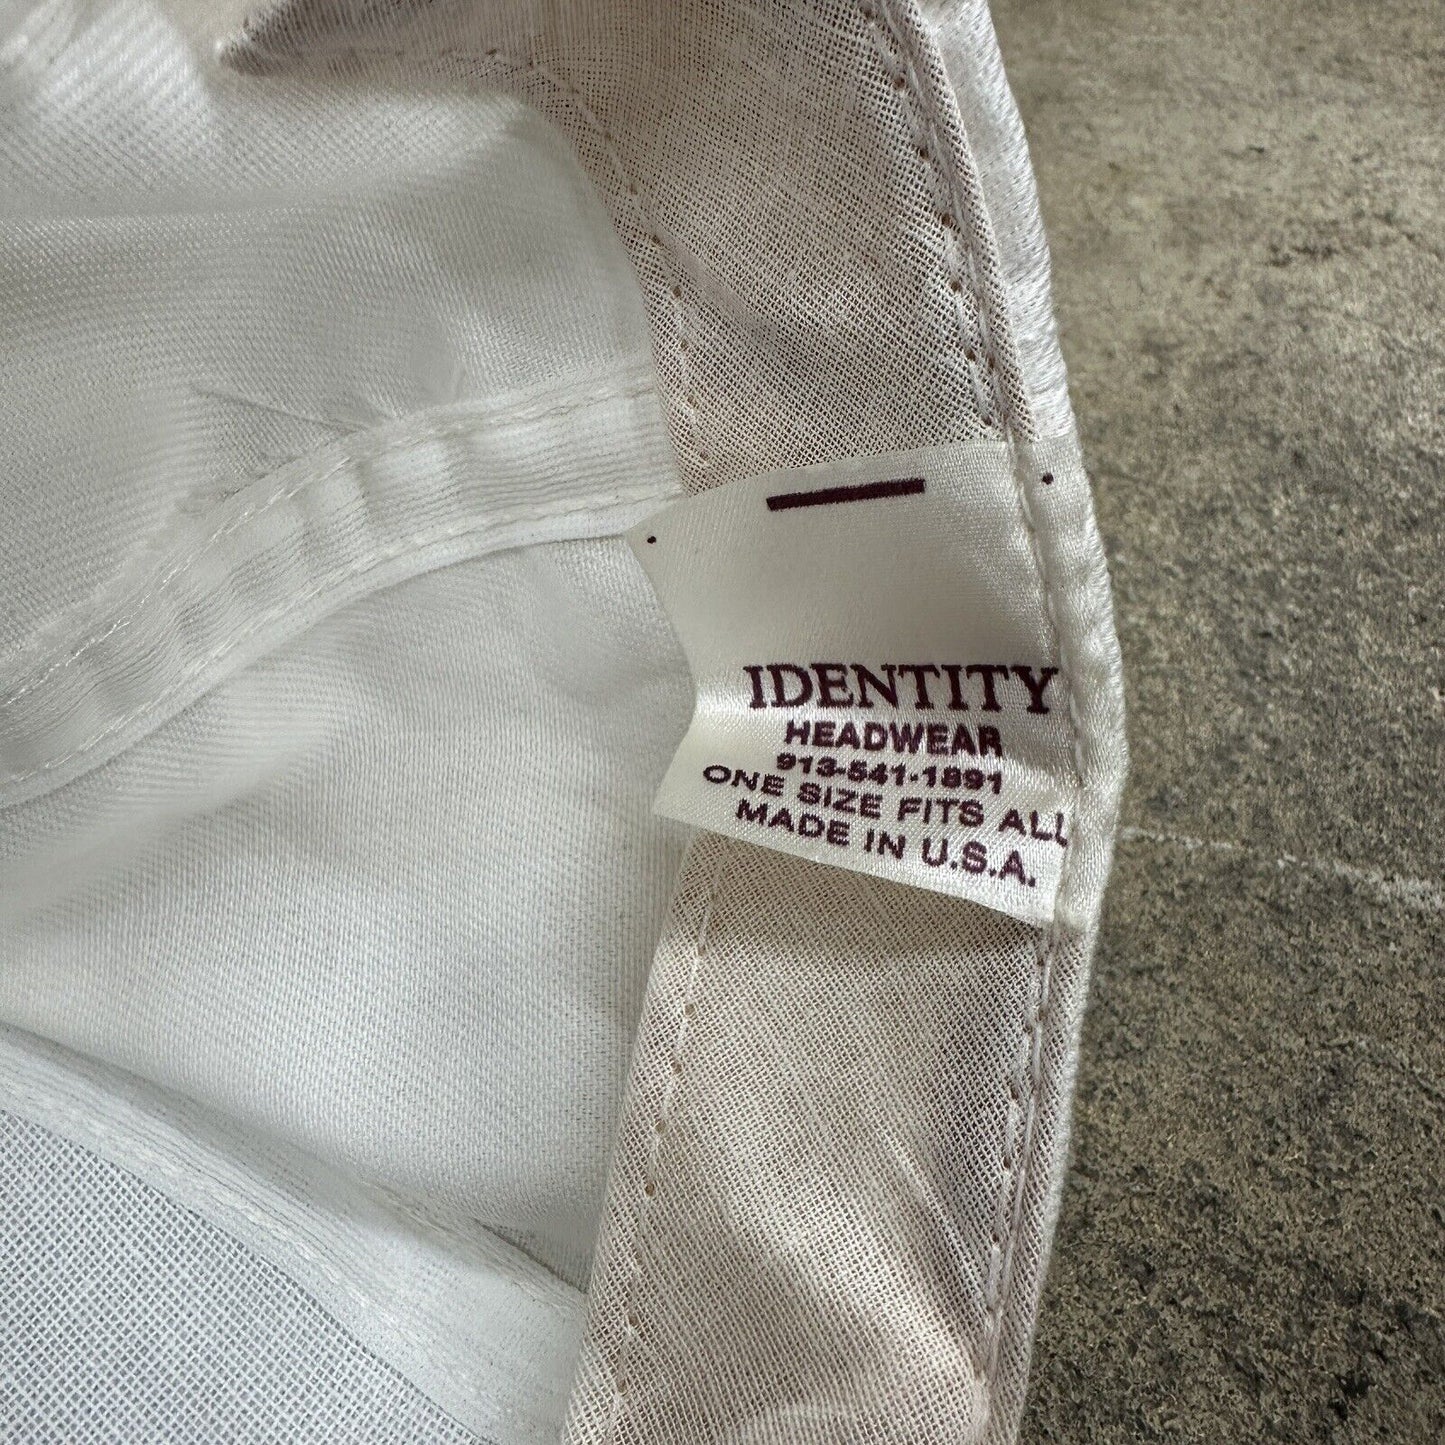 IDENTITY
HEADWEAR
913-541-1891
ONE SIZE FITS ALL
MADE IN U.S.A.